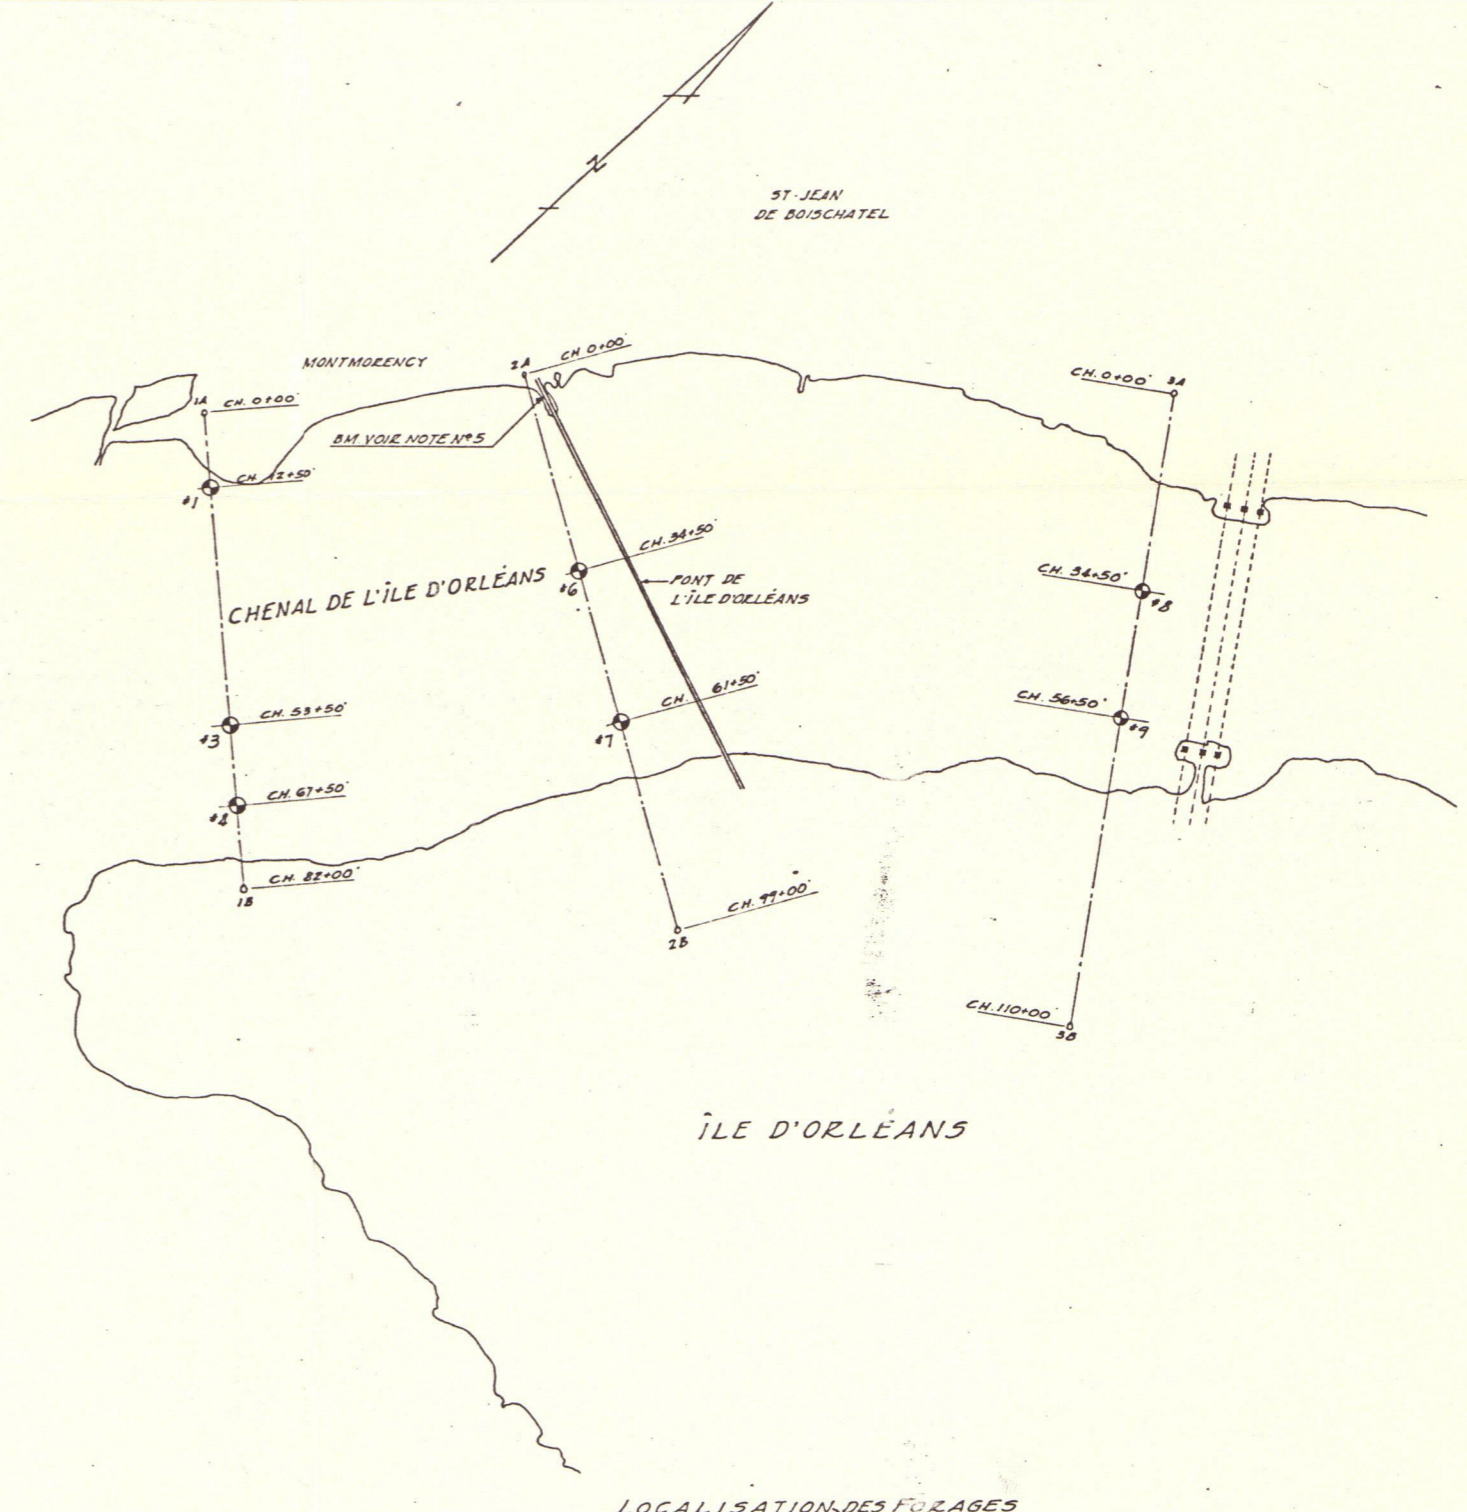 N
ST-JEAN
DE BOISCHATEL
MONTMORENCY
2A
CH 0+00'
CH. 0+00'
3A
1A
CH. 0+00'
BM. VOIR NOTE Nº5
CH. 12+50'
#1
CH. 34+50'
#6
PONT DE
L'ÎLE D'ORLÉANS
CHENAL DE L'ÎLE D'ORLÉANS
CH. 34+50'
#8
CH. 53+50'
#3
CH. 61+50'
#7
CH. 56+50'
#9
CH. 67+50'
#4
CH. 82+00'
1B
CH. 99+00'
2B
CH. 110+00'
3B
ÎLE D'ORLÉANS
LOCALISATION DES FORAGES